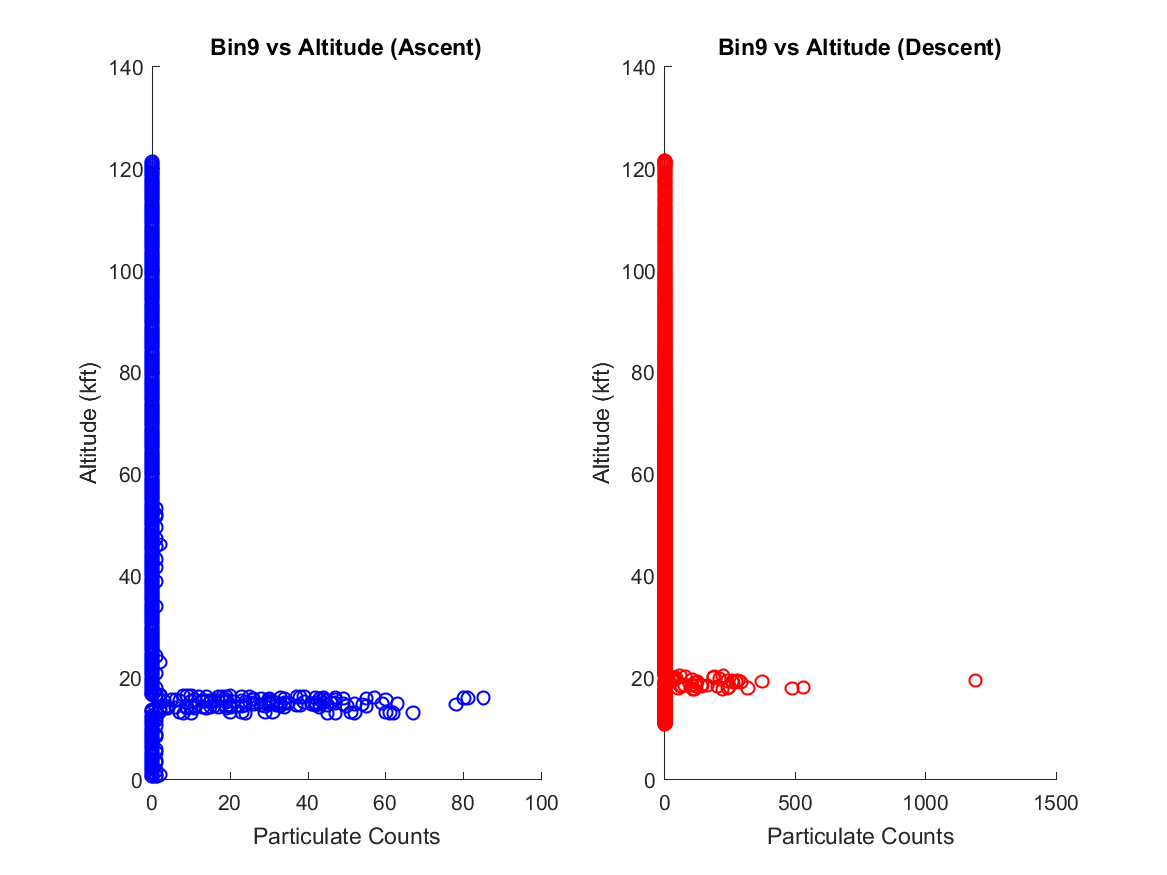 Bin9 vs Altitude (Ascent)
140
120
100
80
60
40
20
0
Altitude (kft)
0 20 40 60 80 100
Particulate Counts
Bin9 vs Altitude (Descent)
140
120
100
80
60
40
20
0
Altitude (kft)
0 500 1000 1500
Particulate Counts